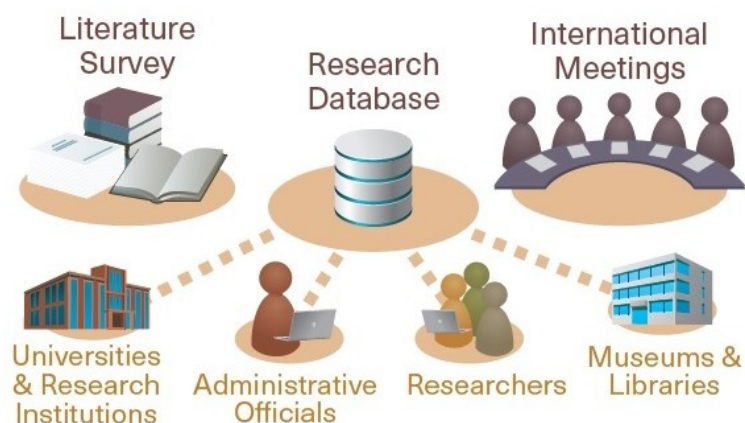 Literature
Survey
Research
Database
International
Meetings
Universities
& Research
Institutions
Administrative
Officials
Researchers
Museums &
Libraries